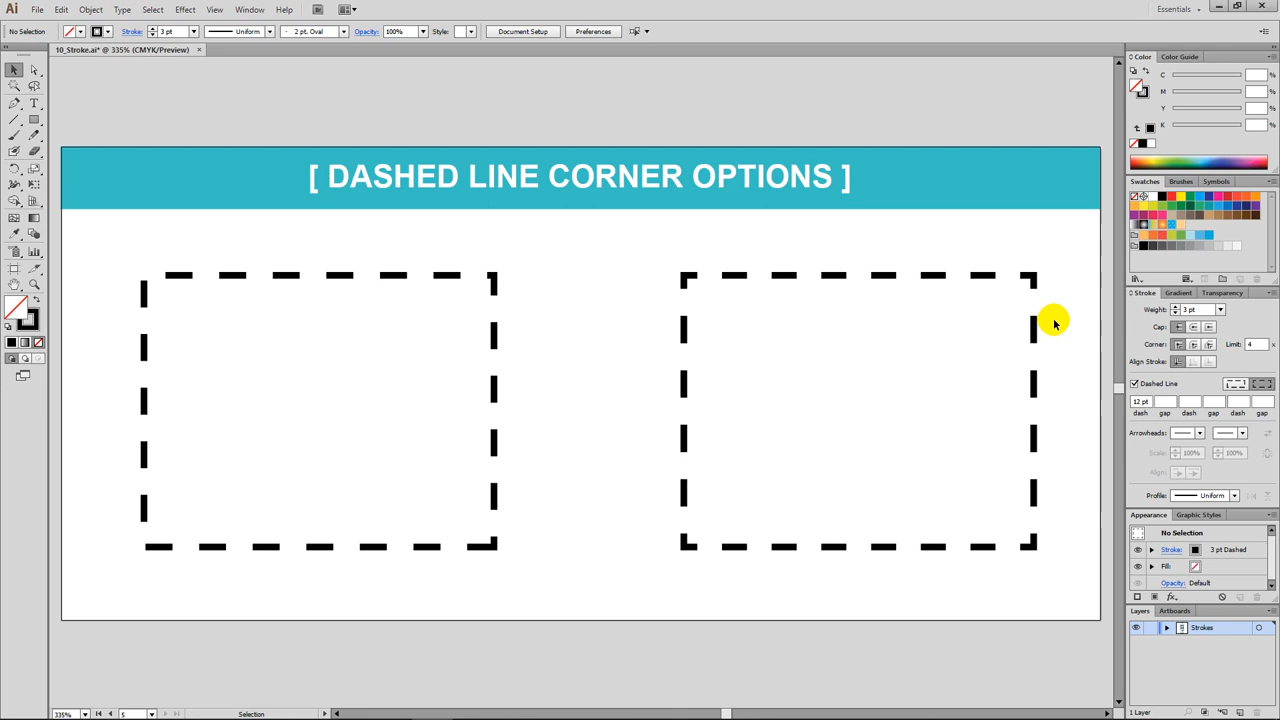 Ai File Edit Object Type Select Effect View Window Help Br Essentials
No Selection Stroke: 3 pt Uniform 2 pt. Oval Opacity: 100% Style: Document Setup Preferences
10_Stroke.ai* @ 335% (CMYK/Preview) ×
[ DASHED LINE CORNER OPTIONS ]
Color Color Guide
C %
M %
Y %
K %
Swatches Brushes Symbols
Stroke Gradient Transparency
Weight: 3 pt
Cap:
Corner: Limit: 4 x
Align Stroke:
Dashed Line
12 pt
dash gap dash gap dash gap
Arrowheads:
Scale: 100% 100%
Align:
Profile: Uniform
Appearance Graphic Styles
No Selection
Stroke: 3 pt Dashed
Fill:
Opacity: Default
fx
Layers Artboards
Strokes
1 Layer
335% 5 Selection